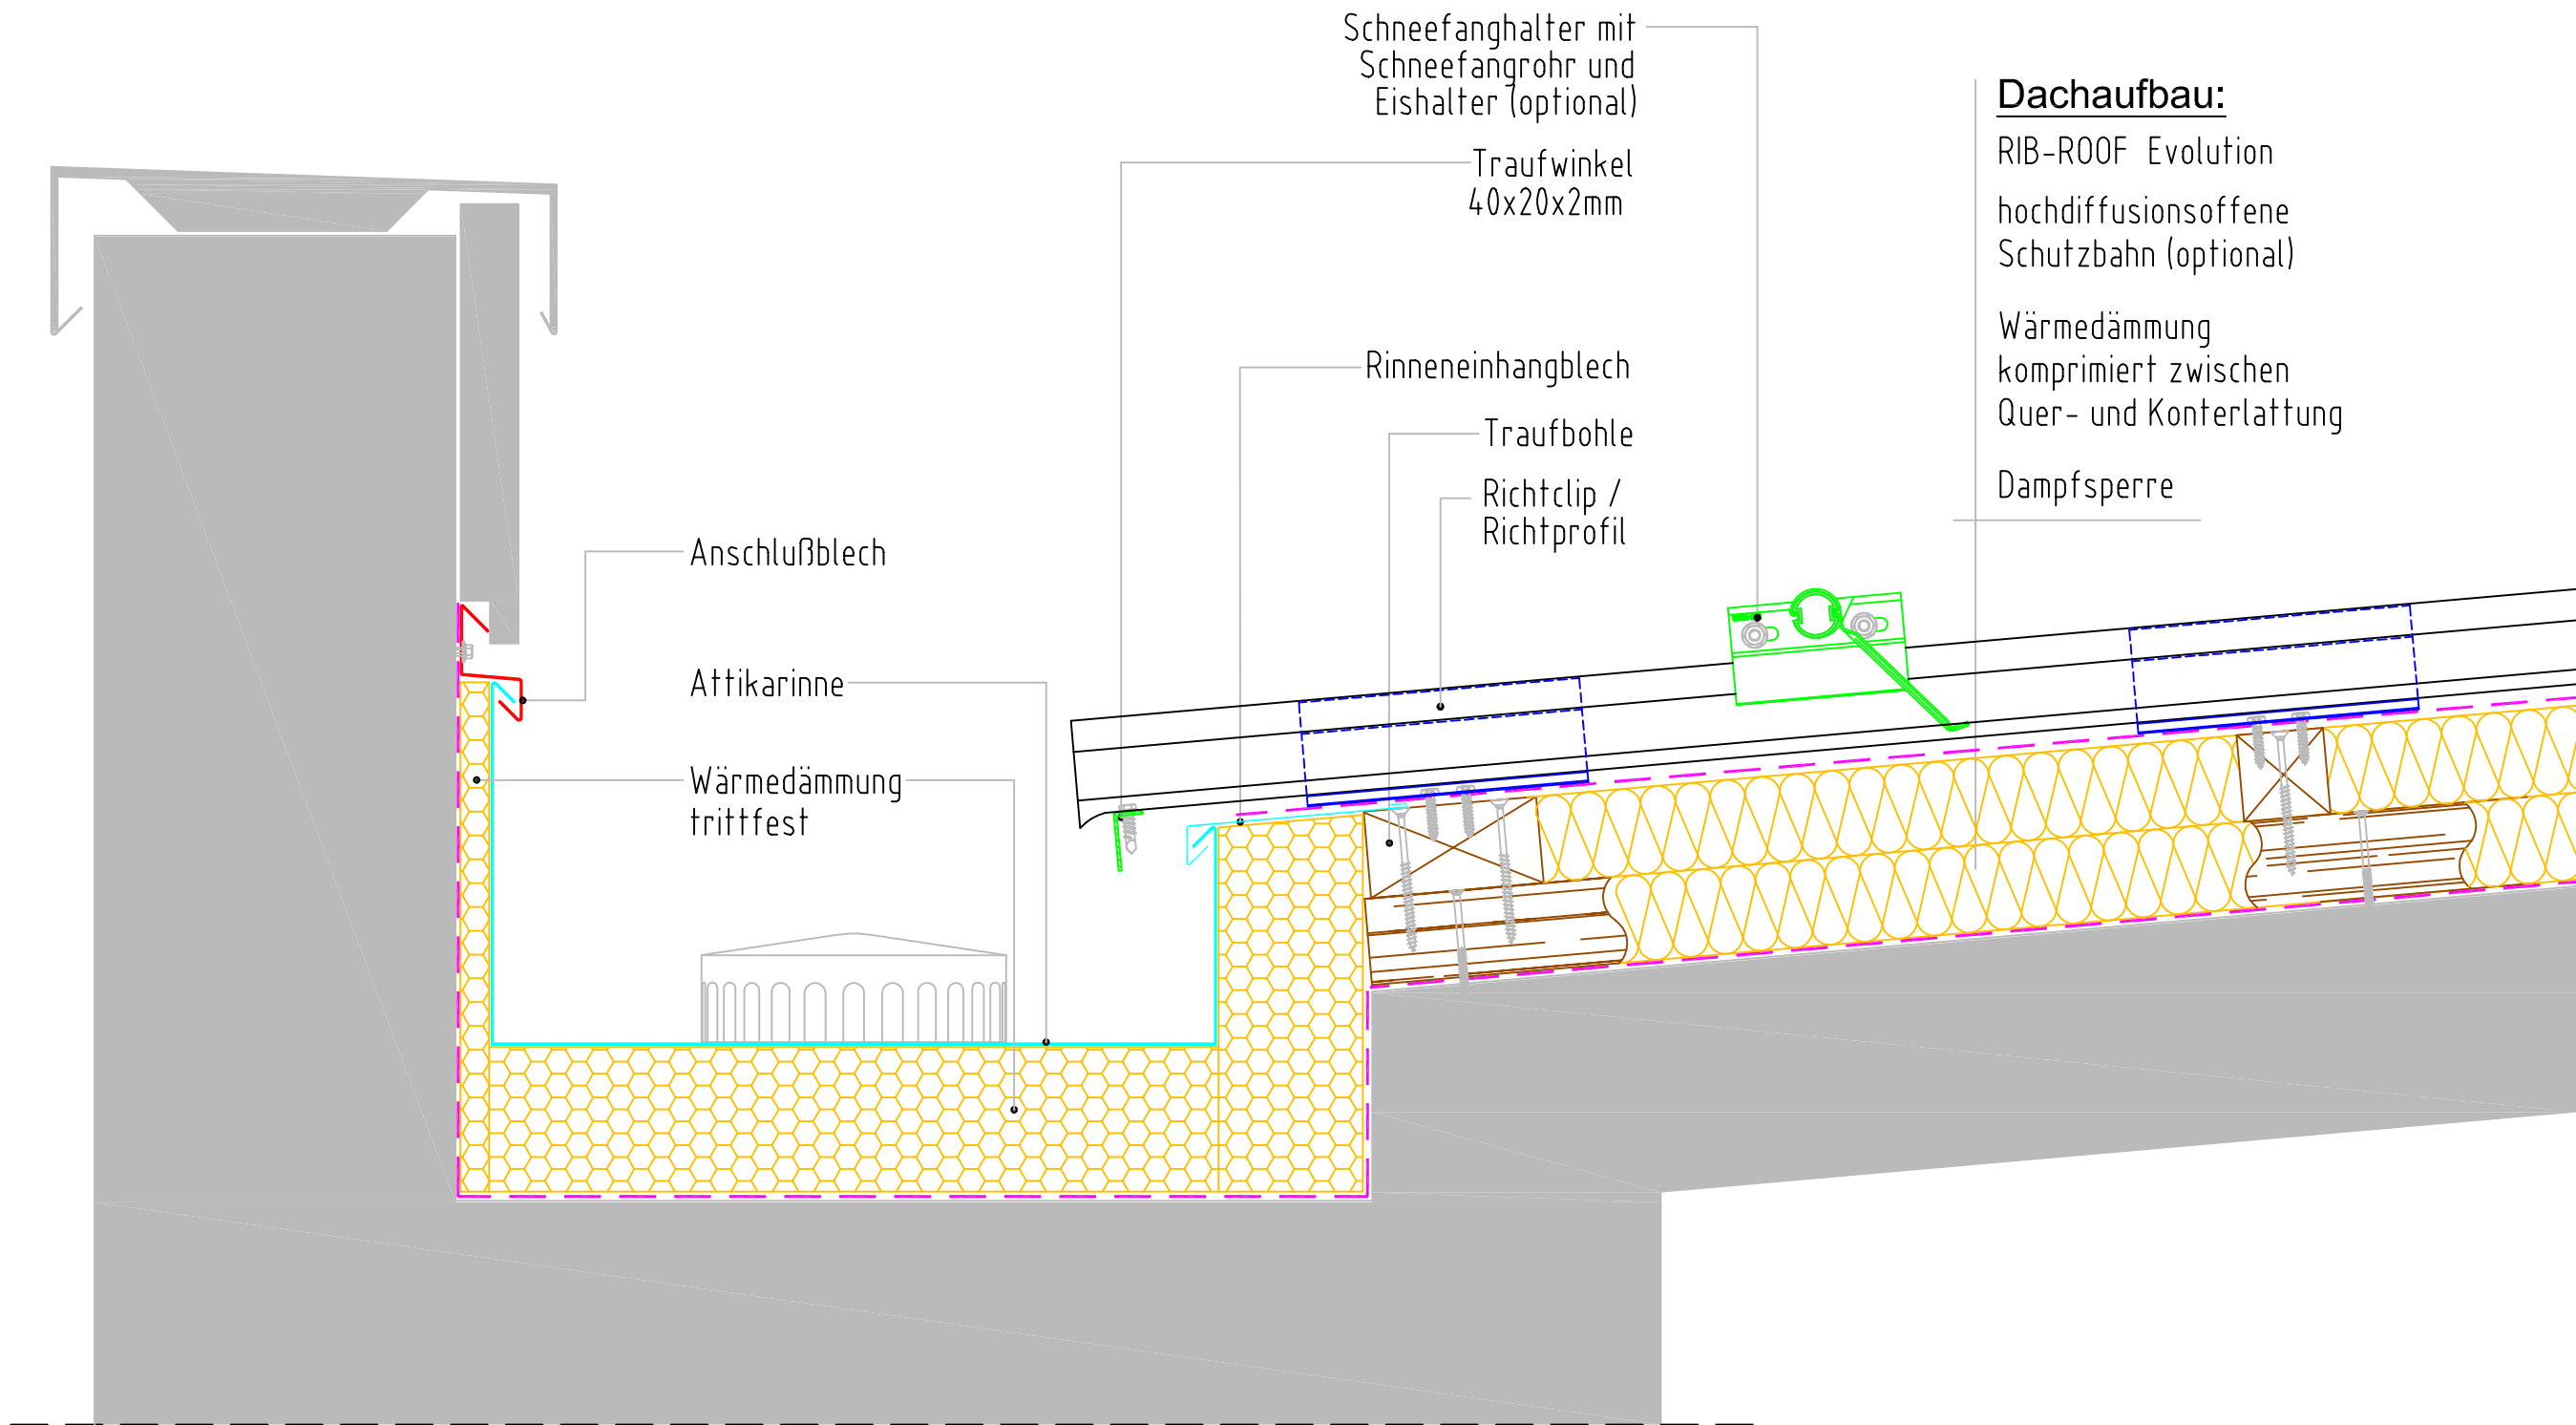 Schneefanghalter mit
Schneefangrohr und
Eishalter (optional)
Traufwinkel
40x20x2mm
Rinneneinhangblech
Traufbohle
Richtclip /
Richtprofil
Anschlußblech
Attikarinne
Wärmedämmung
trittfest
Dachaufbau:
RIB-ROOF Evolution
hochdiffusionsoffene
Schutzbahn (optional)
Wärmedämmung
komprimiert zwischen
Quer- und Konterlattung
Dampfsperre